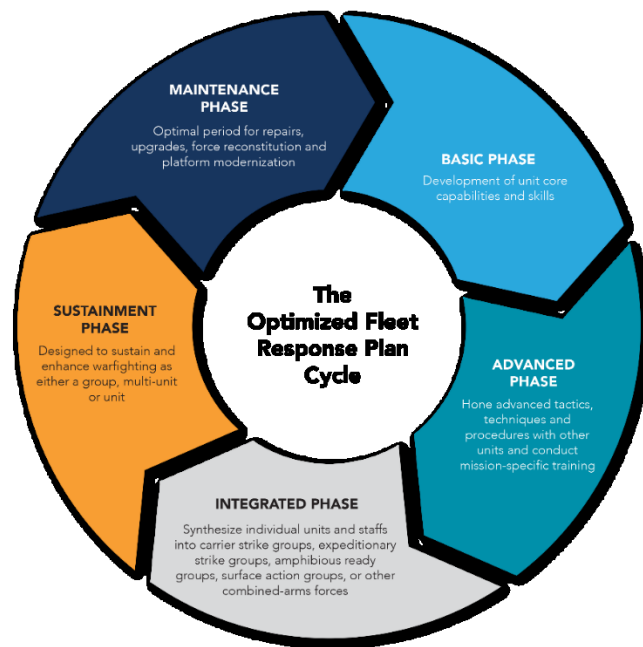 MAINTENANCE
PHASE
Optimal period for repairs,
upgrades, force reconstitution and
platform modernization
BASIC PHASE
Development of unit core
capabilities and skills
The
Optimized Fleet
Response Plan
Cycle
SUSTAINMENT
PHASE
Designed to sustain and
enhance warfighting as
either a group, multi-unit
or unit
ADVANCED
PHASE
Hone advanced tactics,
techniques and
procedures with other
units and conduct
mission-specific training
INTEGRATED PHASE
Synthesize individual units and staffs
into carrier strike groups, expeditionary
strike groups, amphibious ready
groups, surface action groups, or other
combined-arms forces